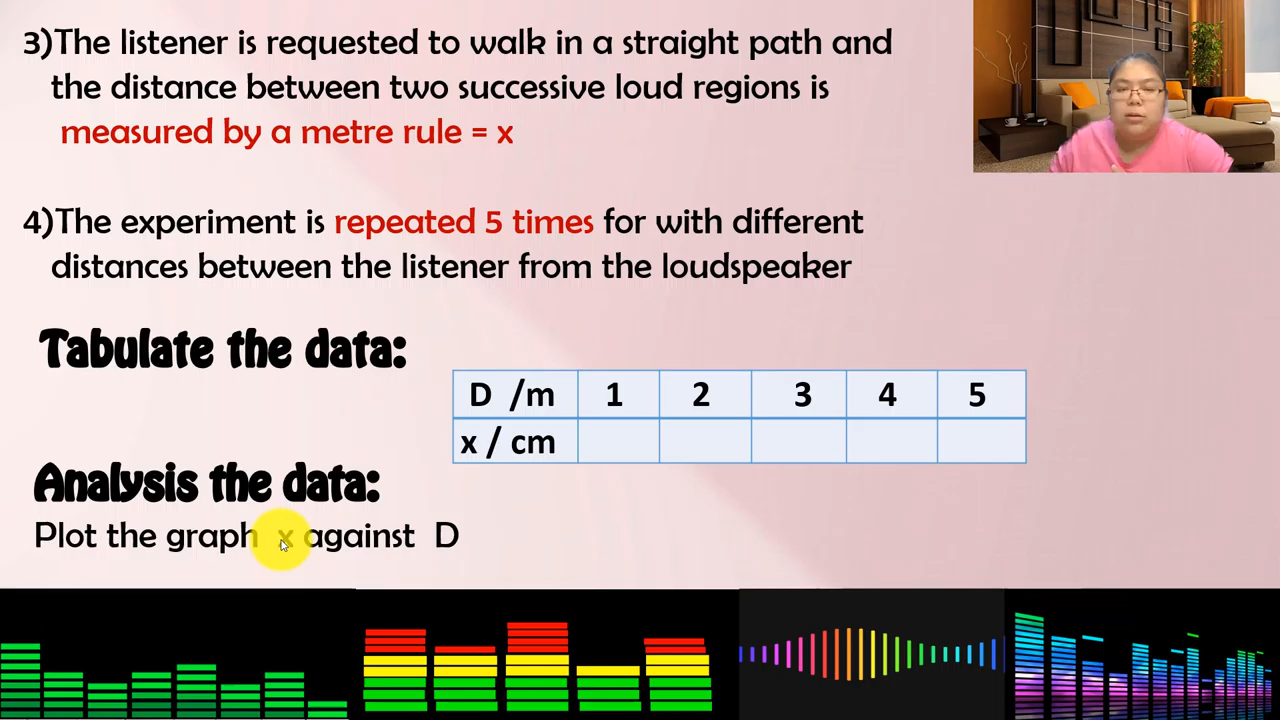 3)The listener is requested to walk in a straight path and
the distance between two successive loud regions is
measured by a metre rule = x
4)The experiment is repeated 5 times for with different
distances between the listener from the loudspeaker
Tabulate the data:
D /m 1 2 3 4 5
x / cm
Analysis the data:
Plot the graph x against D